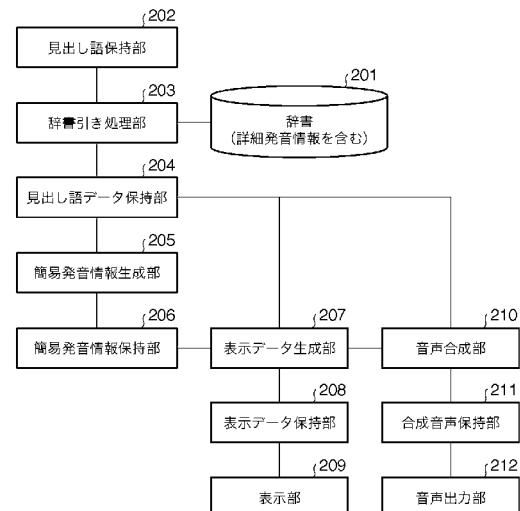 202
見出し語保持部
203
辞書引き処理部
201
辞書
(詳細発音情報を含む)
204
見出し語データ保持部
205
簡易発音情報生成部
206
簡易発音情報保持部
207
表示データ生成部
210
音声合成部
208
表示データ保持部
211
合成音声保持部
209
表示部
212
音声出力部